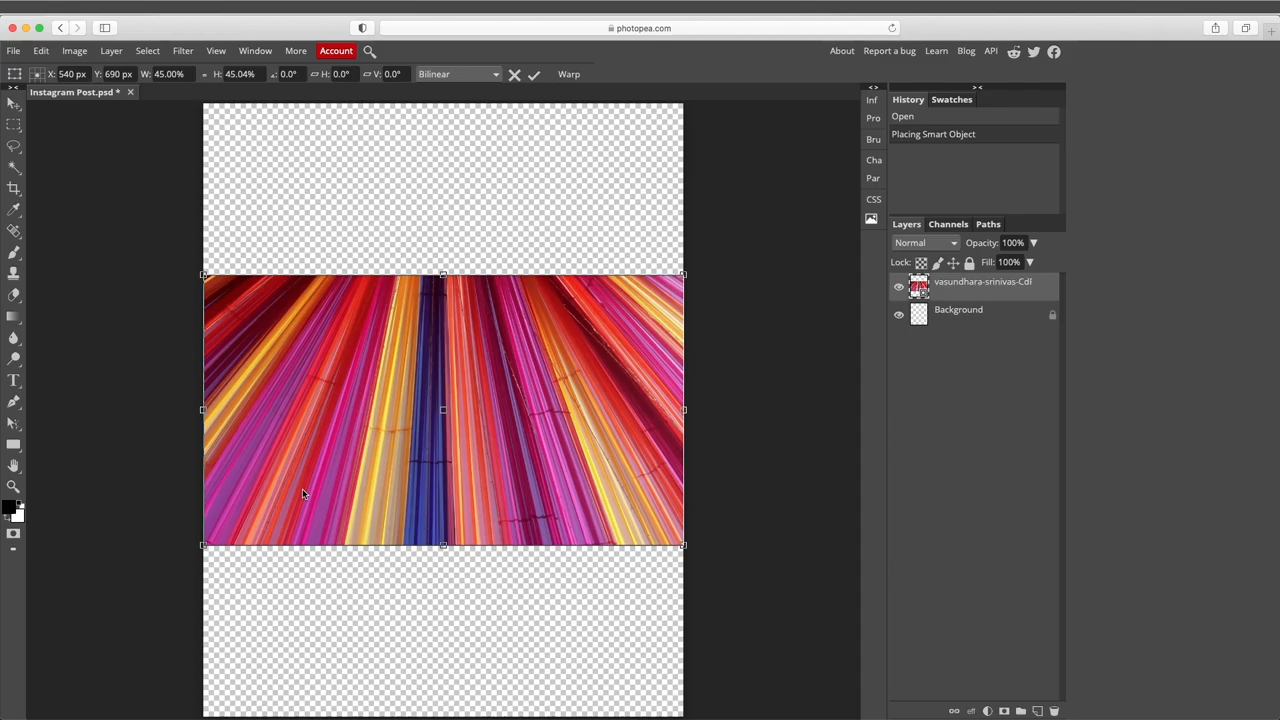 photopea.com
File Edit Image Layer Select Filter View Window More Account About Report a bug Learn Blog API
X: 540 px Y: 690 px W: 45.00% = H: 45.04% ⊿: 0.0° H: 0.0° V: 0.0° Bilinear Warp
Instagram Post.psd * ✕
> < < > > <
Inf History Swatches
Open
Pro
Placing Smart Object
Bru
Cha
Par
CSS
Layers Channels Paths
Normal Opacity: 100%
Lock: Fill: 100%
vasundhara-srinivas-Cdl
Background
eff